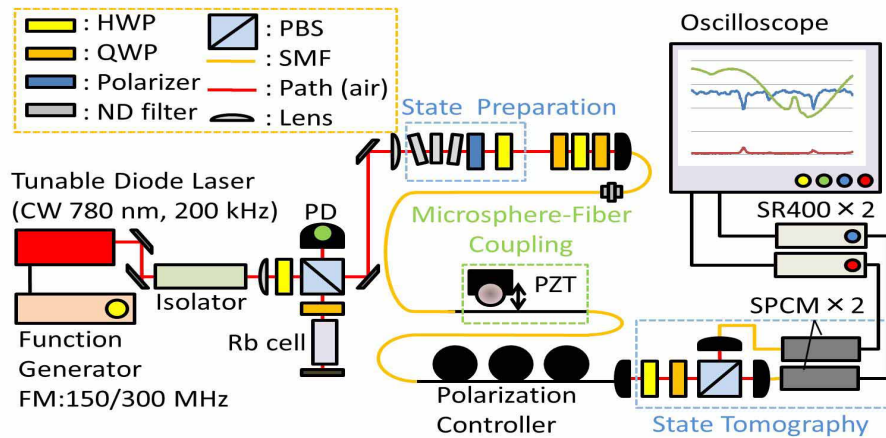 : HWP
: QWP
: Polarizer
: ND filter
: PBS
: SMF
: Path (air)
: Lens
State Preparation
Oscilloscope
Tunable Diode Laser
(CW 780 nm, 200 kHz)
PD
Isolator
Rb cell
Function
Generator
FM:150/300 MHz
Microsphere-Fiber
Coupling
PZT
SR400 × 2
SPCM × 2
Polarization
Controller
State Tomography